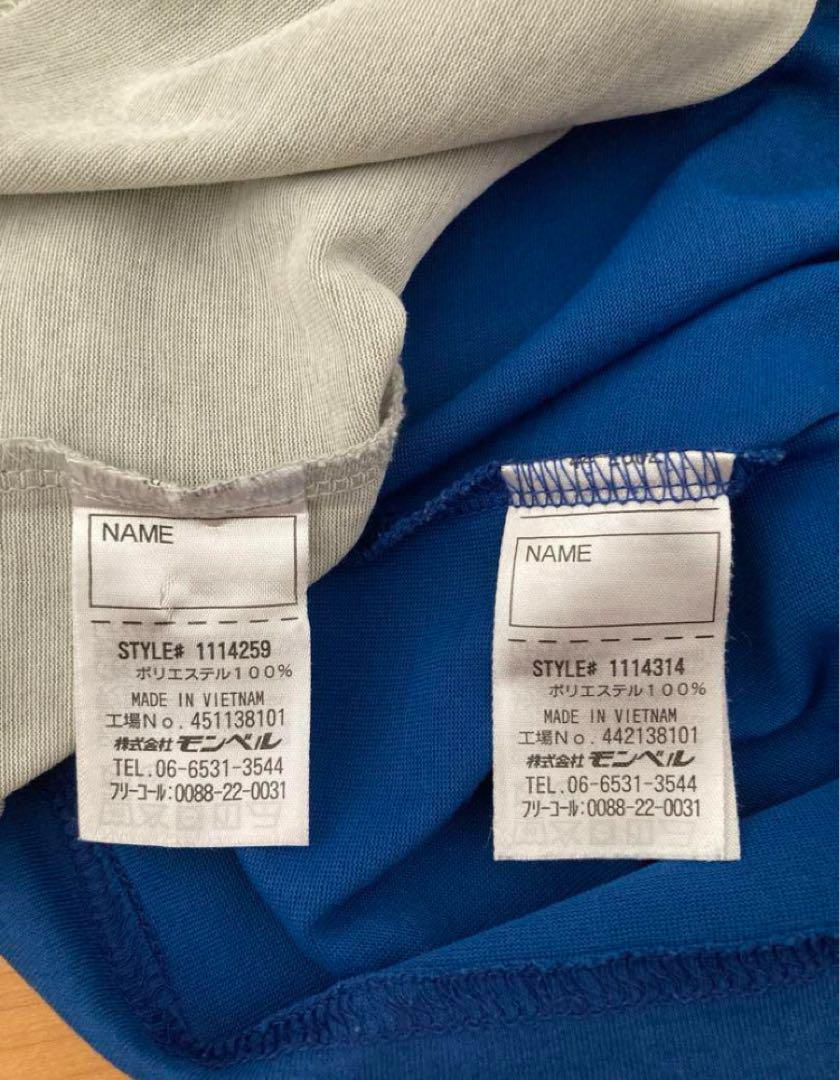 NAME
STYLE# 1114259
ポリエステル100%
MADE IN VIETNAM
工場No.451138101
株式会社モンベル
TEL.06-6531-3544
フリーコール:0088-22-0031
NAME
STYLE# 1114314
ポリエステル100%
MADE IN VIETNAM
工場No.442138101
株式会社モンベル
TEL.06-6531-3544
フリーコール:0088-22-0031